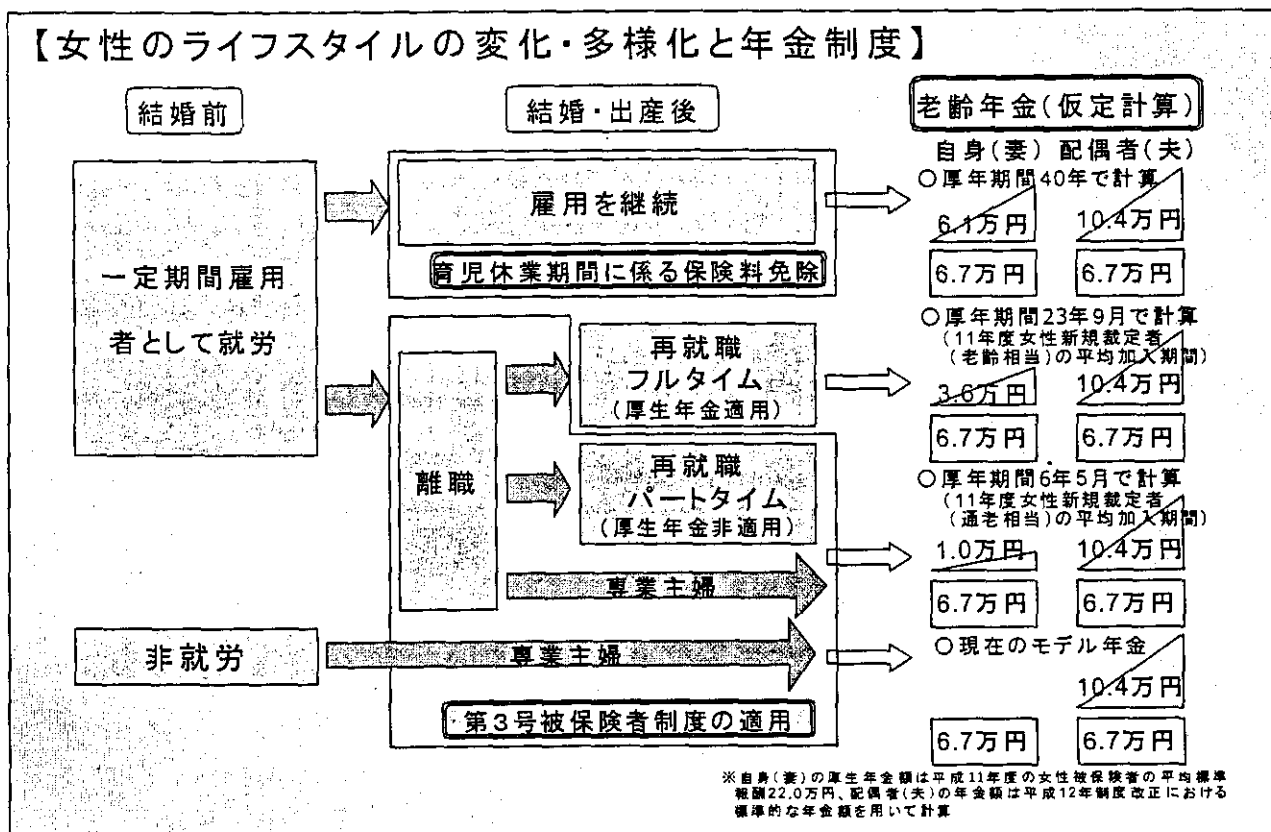 【女性のライフスタイルの変化・多様化と年金制度】
結婚前
結婚・出産後
老齢年金(仮定計算)
自身(妻) 配偶者(夫)
一定期間雇用
者として就労
雇用を継続
育児休業期間に係る保険料免除
○厚年期間40年で計算
6.1万円 10.4万円
6.7万円 6.7万円
離職
再就職
フルタイム
(厚生年金適用)
○厚年期間23年9月で計算
(11年度女性新規裁定者
(老齢相当)の平均加入期間)
3.6万円 10.4万円
6.7万円 6.7万円
再就職
パートタイム
(厚生年金非適用)
専業主婦
○厚年期間6年5月で計算
(11年度女性新規裁定者
(通老相当)の平均加入期間)
1.0万円 10.4万円
6.7万円 6.7万円
非就労
専業主婦
第3号被保険者制度の適用
○現在のモデル年金
10.4万円
6.7万円 6.7万円
※自身(妻)の厚生年金額は平成11年度の女性被保険者の平均標準
報酬22.0万円、配偶者(夫)の年金額は平成12年制度改正における
標準的な年金額を用いて計算